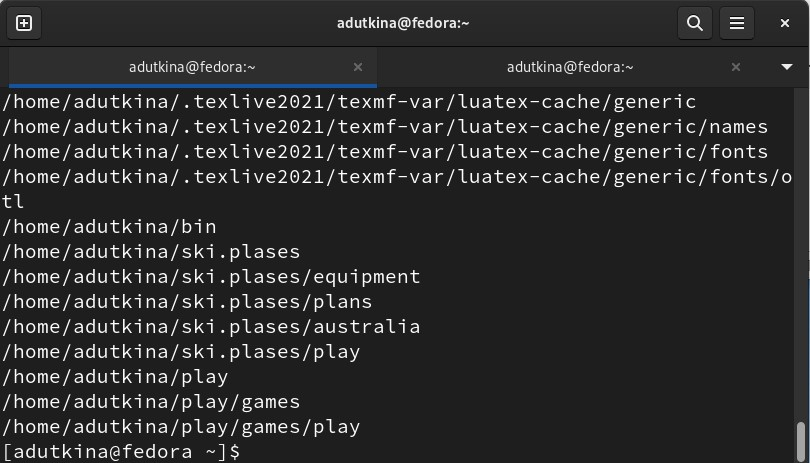 adutkina@fedora:~
adutkina@fedora:~
adutkina@fedora:~
/home/adutkina/.texlive2021/texmf-var/luatex-cache/generic
/home/adutkina/.texlive2021/texmf-var/luatex-cache/generic/names
/home/adutkina/.texlive2021/texmf-var/luatex-cache/generic/fonts
/home/adutkina/.texlive2021/texmf-var/luatex-cache/generic/fonts/o
tl
/home/adutkina/bin
/home/adutkina/ski.plases
/home/adutkina/ski.plases/equipment
/home/adutkina/ski.plases/plans
/home/adutkina/ski.plases/australia
/home/adutkina/ski.plases/play
/home/adutkina/play
/home/adutkina/play/games
/home/adutkina/play/games/play
[adutkina@fedora ~]$